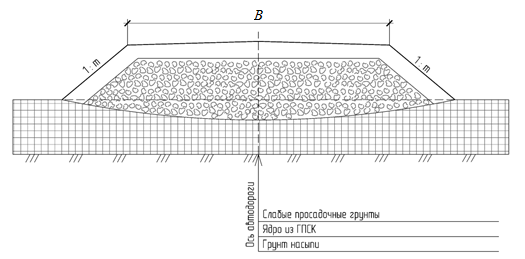 B
1:m
1:m
Ось автодороги
Слабые просадочные грунты
Ядро из ГПСК
Грунт насыпи